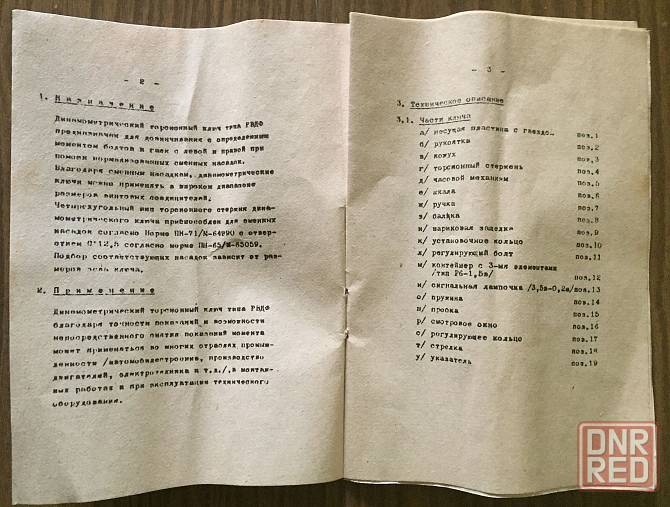 - 2 -
1. Назначение
Динамометрический торсионный ключ типа РВДФ
предназначен для довинчивания с определенным
моментом болтов и гаек с левой и правой при
помощи нормализованных сменных насадок.
Благодаря сменным насадкам, динамометрические
ключи можно применять в широком диапазоне
размеров винтовых соединителей.
Четырехугольный кип торсионного стержня дина-
мометрического ключа приспособлен для сменных
насадок согласно норме ПН-71/М-64990 с отвер-
стием С 12,5 согласно норме ПН-65/М-65059.
Подбор соответствующих насадок зависит от раз-
меров ключа.
2. Применение
Динамометрический торсионный ключ типа РВДФ
благодаря точности показаний и возможности
непосредственного снятия показаний момента
может применяться во многих отраслях промыш-
ленности /автомобилестроение, производство
двигателей, электротехника и т.д./,в монтаж-
ных работах и при эксплуатации технического
оборудования.
- 3 -
3. Техническое описание
3.1. Части ключа
а/ несущая пластина с гнездо.. поз.1
б/ рукоятка поз.2
в/ кожух поз.3
г/ торсионный стержень поз.4
д/ часовой механизм поз.5
е/ шкала поз.6
ж/ ручка поз.7
з/ балка поз.8
и/ шариковая защелка поз.9
к/ установочное кольцо поз.10
л/ регулирующий болт поз.11
м/ контейнер с 3-мя элементами
/тип Р6-1,5в/ поз.12
н/ сигнальная лампочка /3,5в-0,2а/ поз.13
о/ пружина поз.14
п/ пробка поз.15
р/ смотровое окно поз.16
с/ регулирующее кольцо поз.17
т/ стрелка поз.18
у/ указатель поз.19
DNR
RED